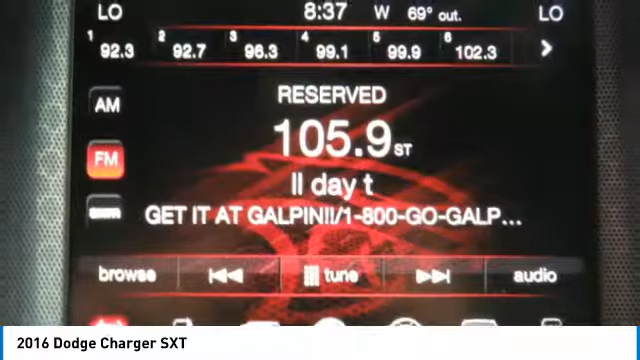 LO 8:37 W 69° out. LO
1 92.3 2 92.7 3 96.3 4 99.1 5 99.9 6 102.3
AM
RESERVED
105.9 ST
FM
ll day t
GET IT AT GALPIN!!/1-800-GO-GALP...
browse tune audio
2016 Dodge Charger SXT